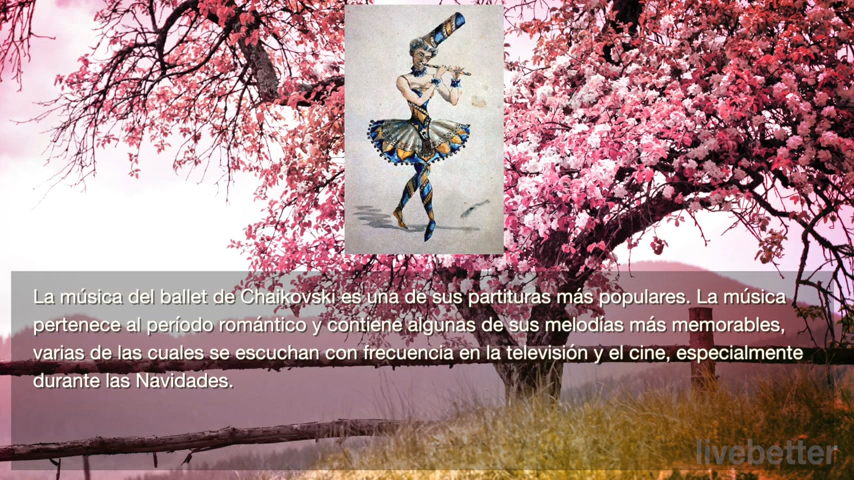 La música del ballet de Chaikovski es una de sus partituras más populares. La música
pertenece al período romántico y contiene algunas de sus melodías más memorables,
varias de las cuales se escuchan con frecuencia en la televisión y el cine, especialmente
durante las Navidades.
livebetter